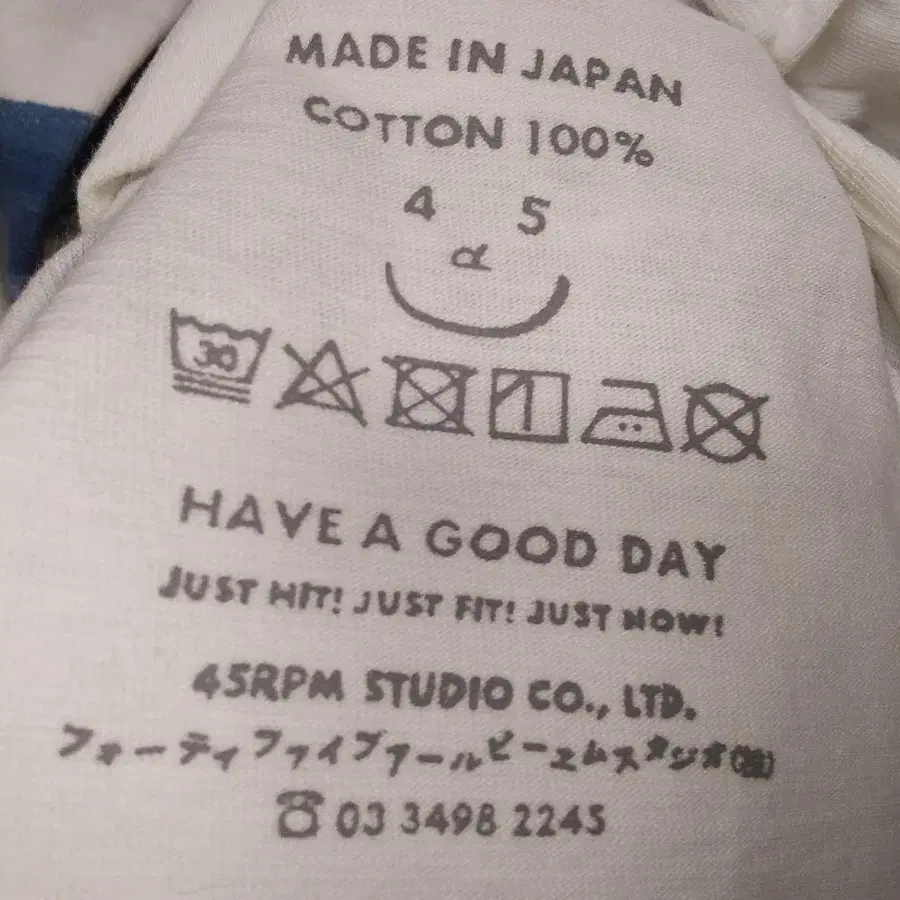 MADE IN JAPAN
COTTON 100%
4 5
R
30
HAVE A GOOD DAY
JUST HIT! JUST FIT! JUST NOW!
45RPM STUDIO CO., LTD.
フォーティファイブアールピーエムスタジオ㈱
☎ 03 3498 2245